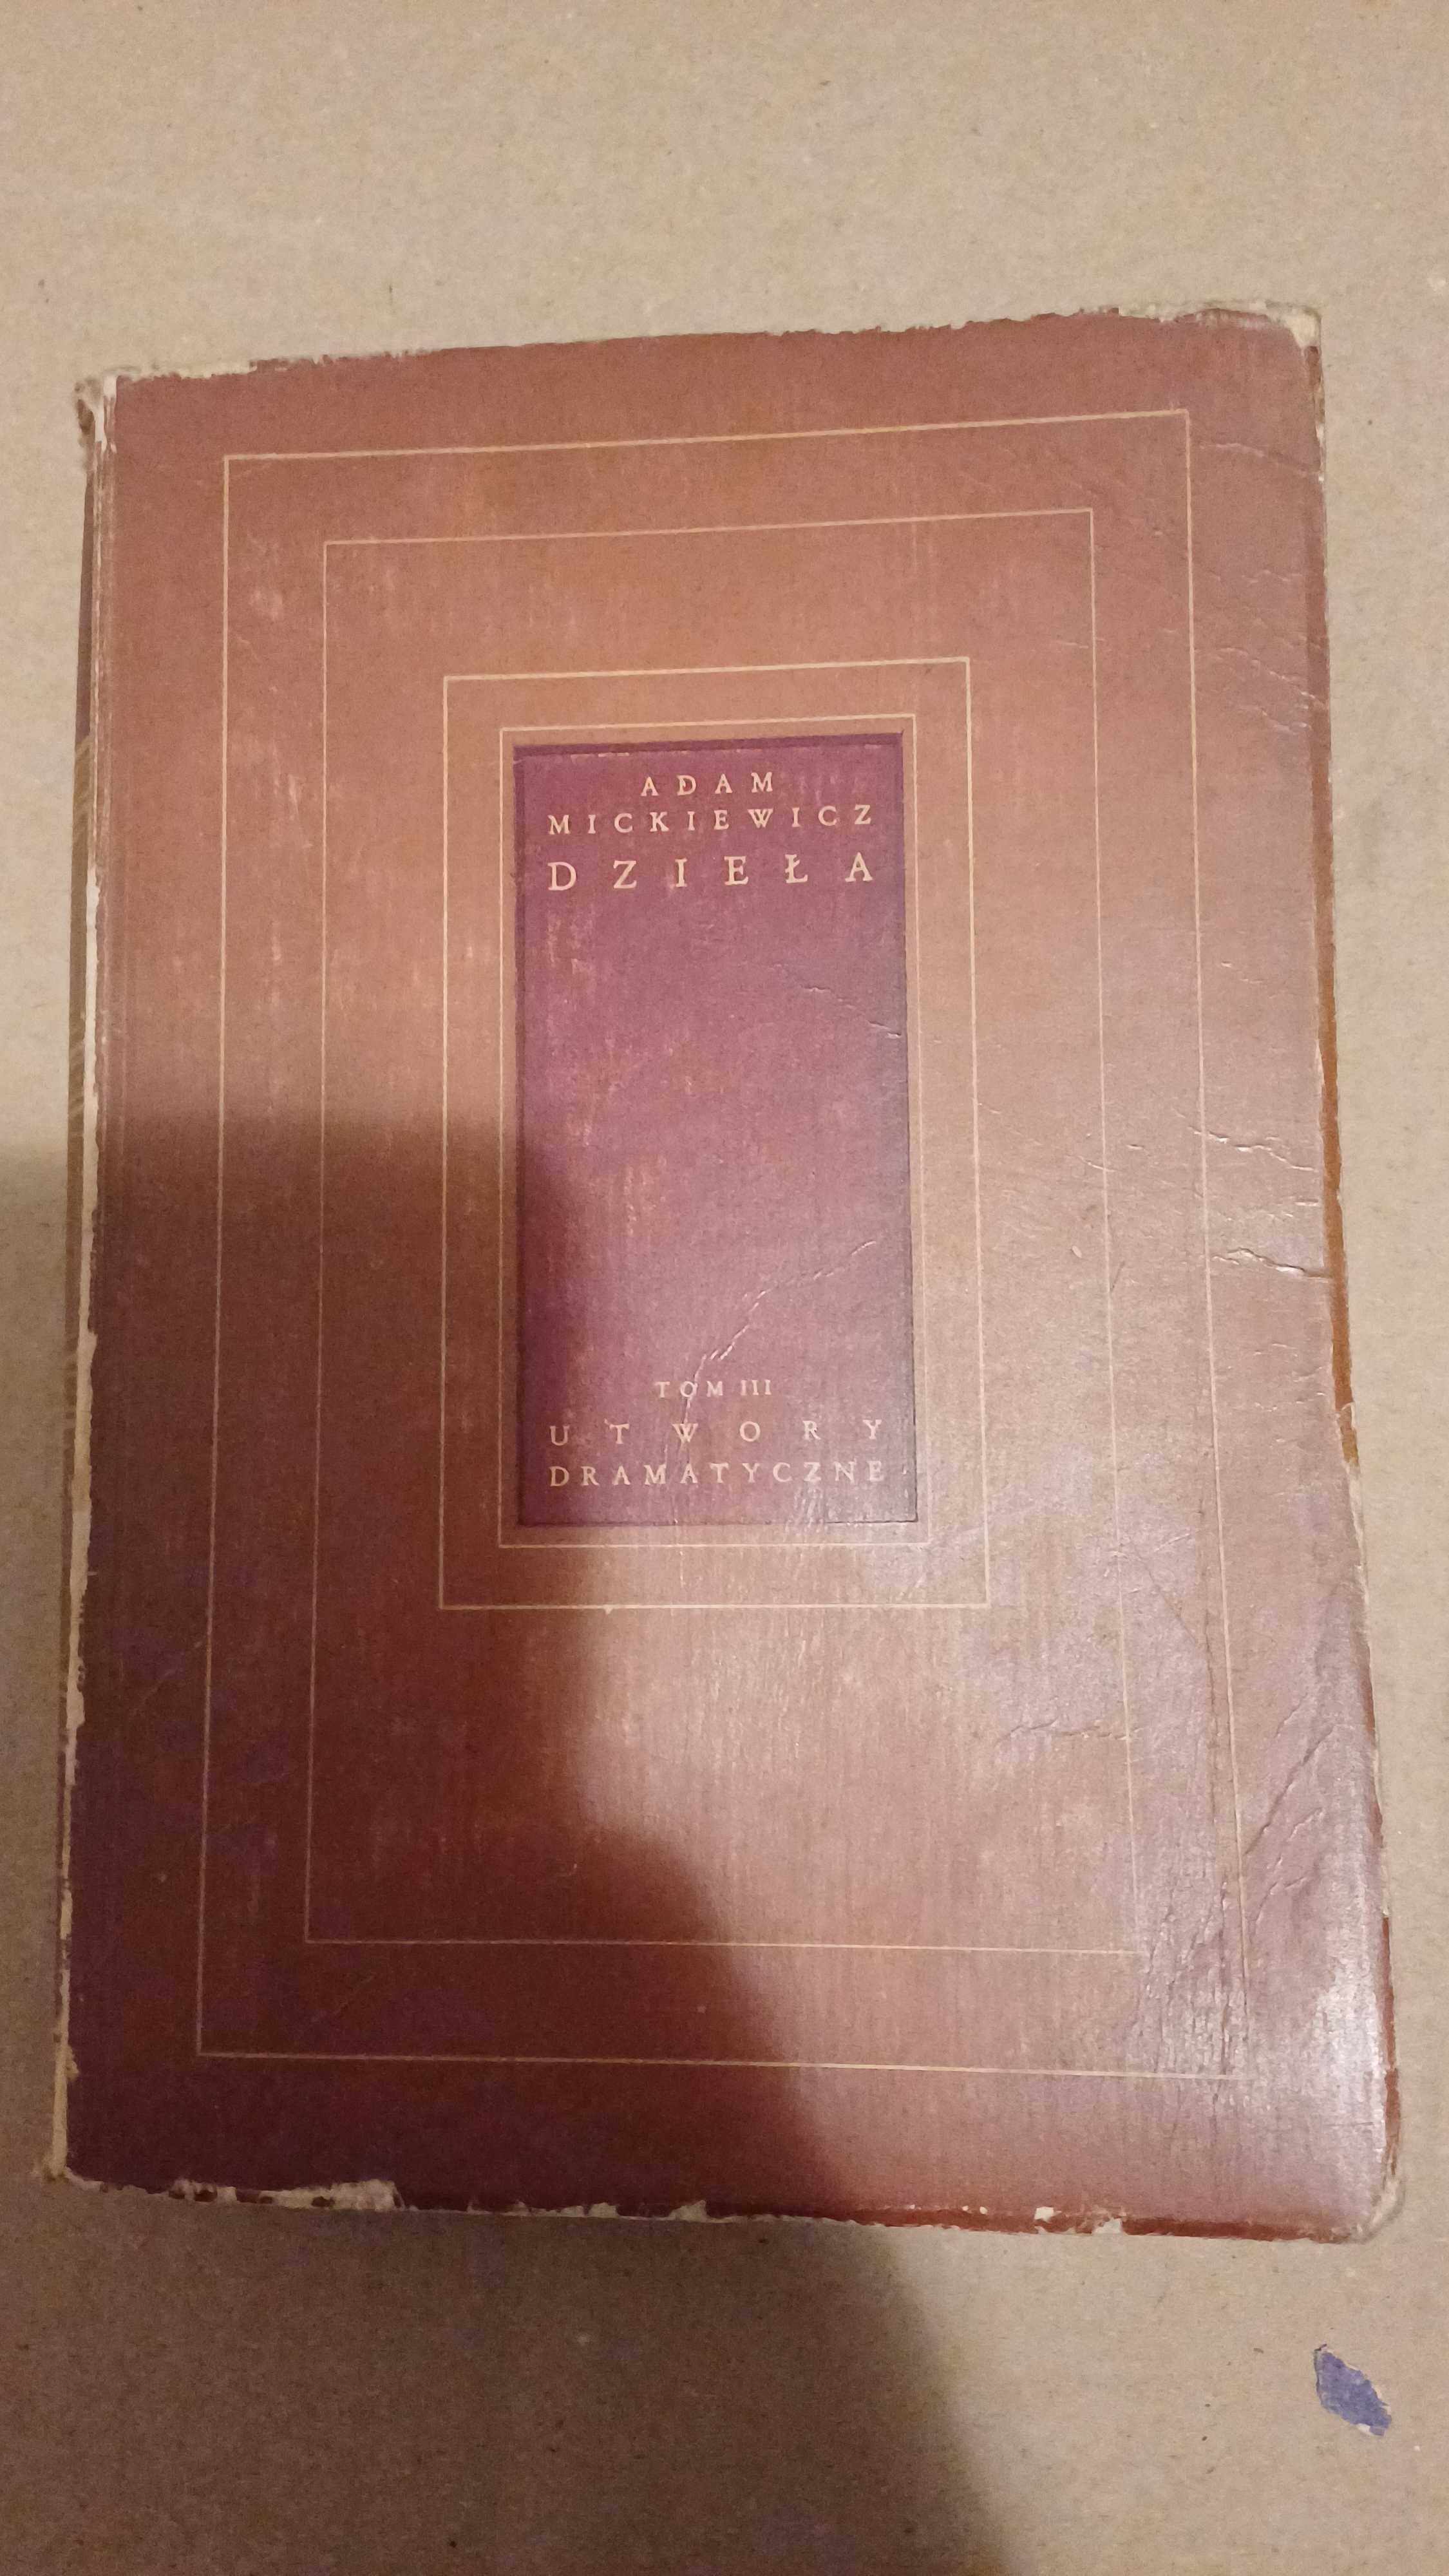 ADAM
MICKIEWICZ
DZIEŁA
TOM III
UTWORY
DRAMATYCZNE